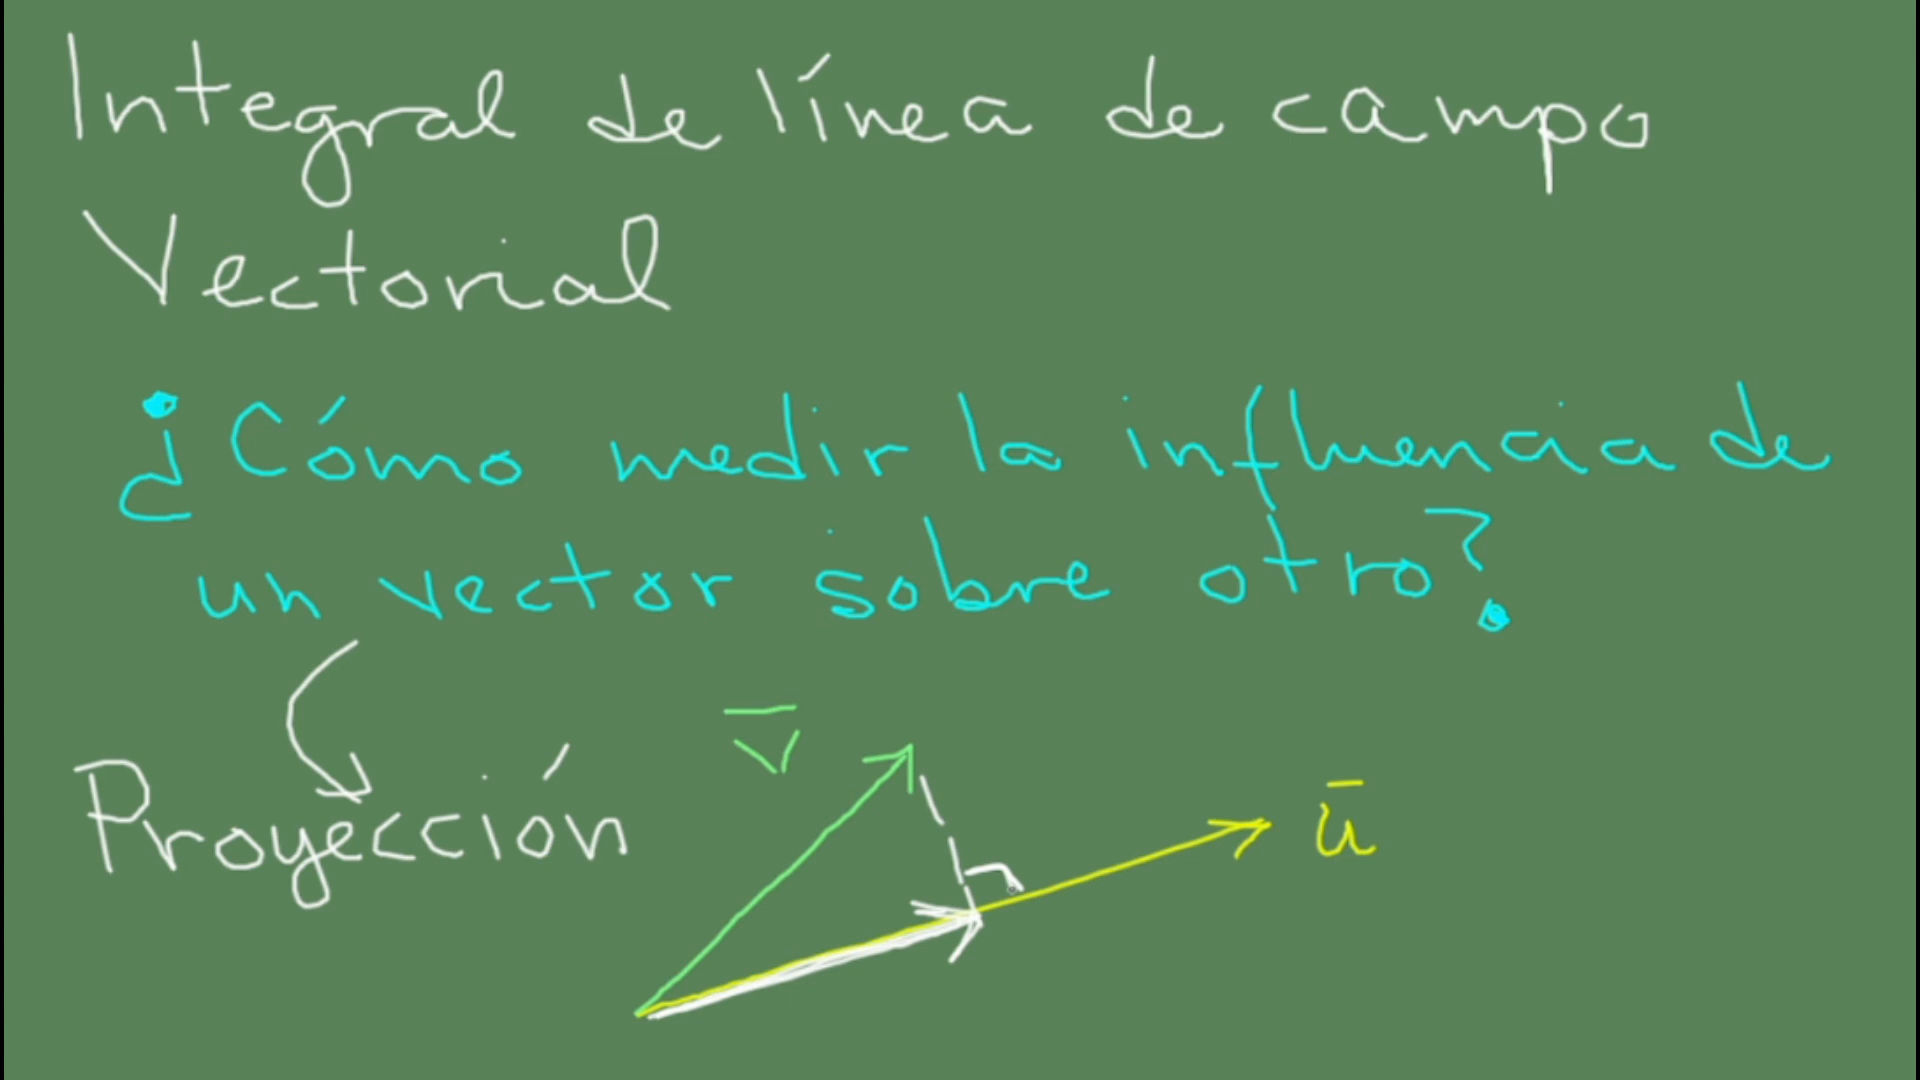 Integral de línea de campo
Vectorial
¿Cómo medir la influencia de
un vector sobre otro?
Proyección
v̅
u̅